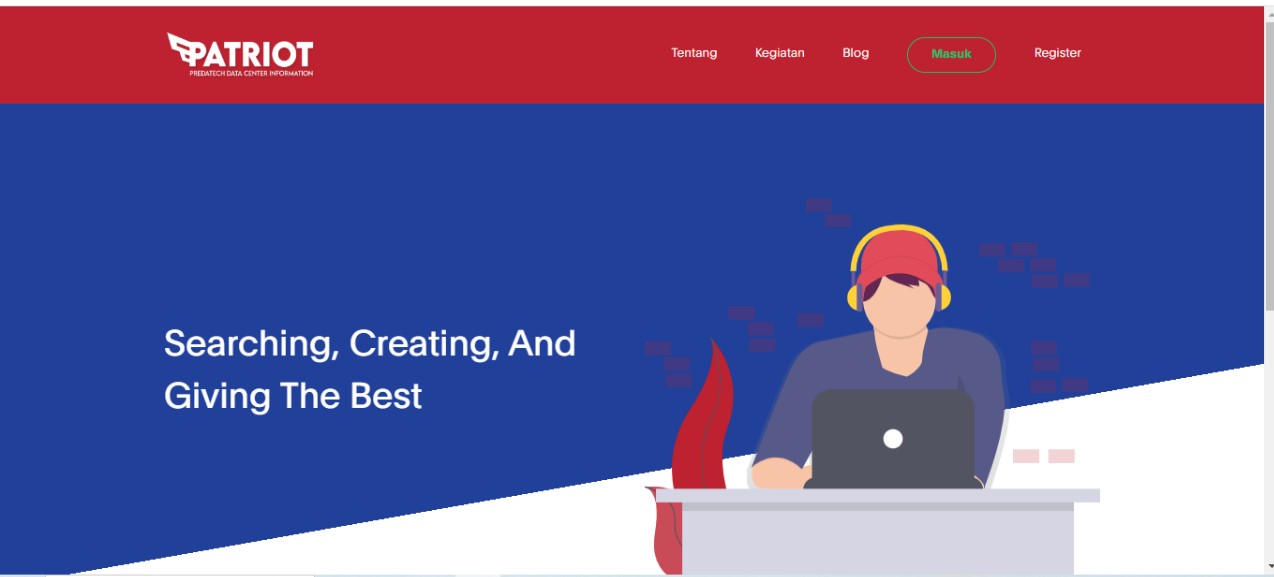 PATRIOT
PREDATECH DATA CENTER INFORMATION
Tentang Kegiatan Blog Masuk Register
Searching, Creating, And
Giving The Best